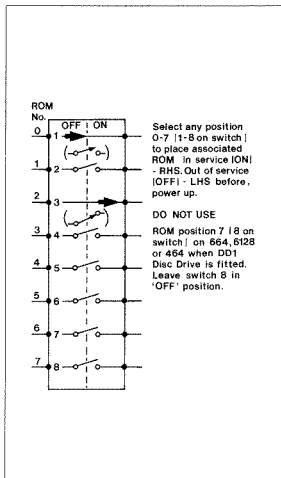 ROM
No.
OFF ON
0 1
1 2
2 3
3 4
4 5
5 6
6 7
7 8
Select any position
0-7 |1-8 on switch|
to place associated
ROM in service |ON|
- RHS. Out of service
|OFF| - LHS before,
power up.
DO NOT USE
ROM position 7 |8 on
switch| on 664,6128
or 464 when DD1
Disc Drive is fitted.
Leave switch 8 in
'OFF' position.